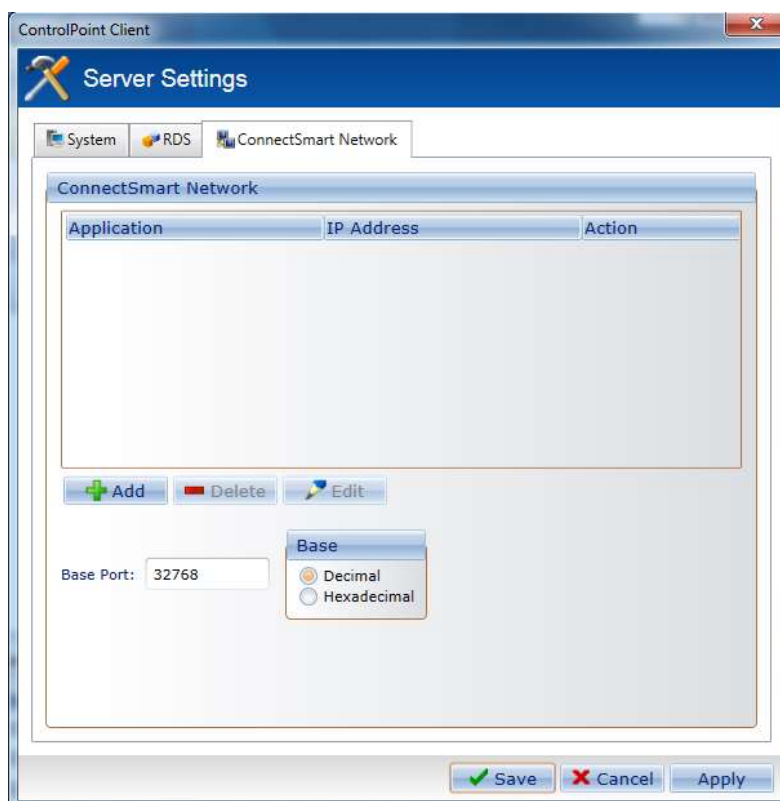 ControlPoint Client
Server Settings
System RDS ConnectSmart Network
ConnectSmart Network
Application IP Address Action
Add Delete Edit
Base
Base Port: 32768 Decimal
Hexadecimal
Save Cancel Apply